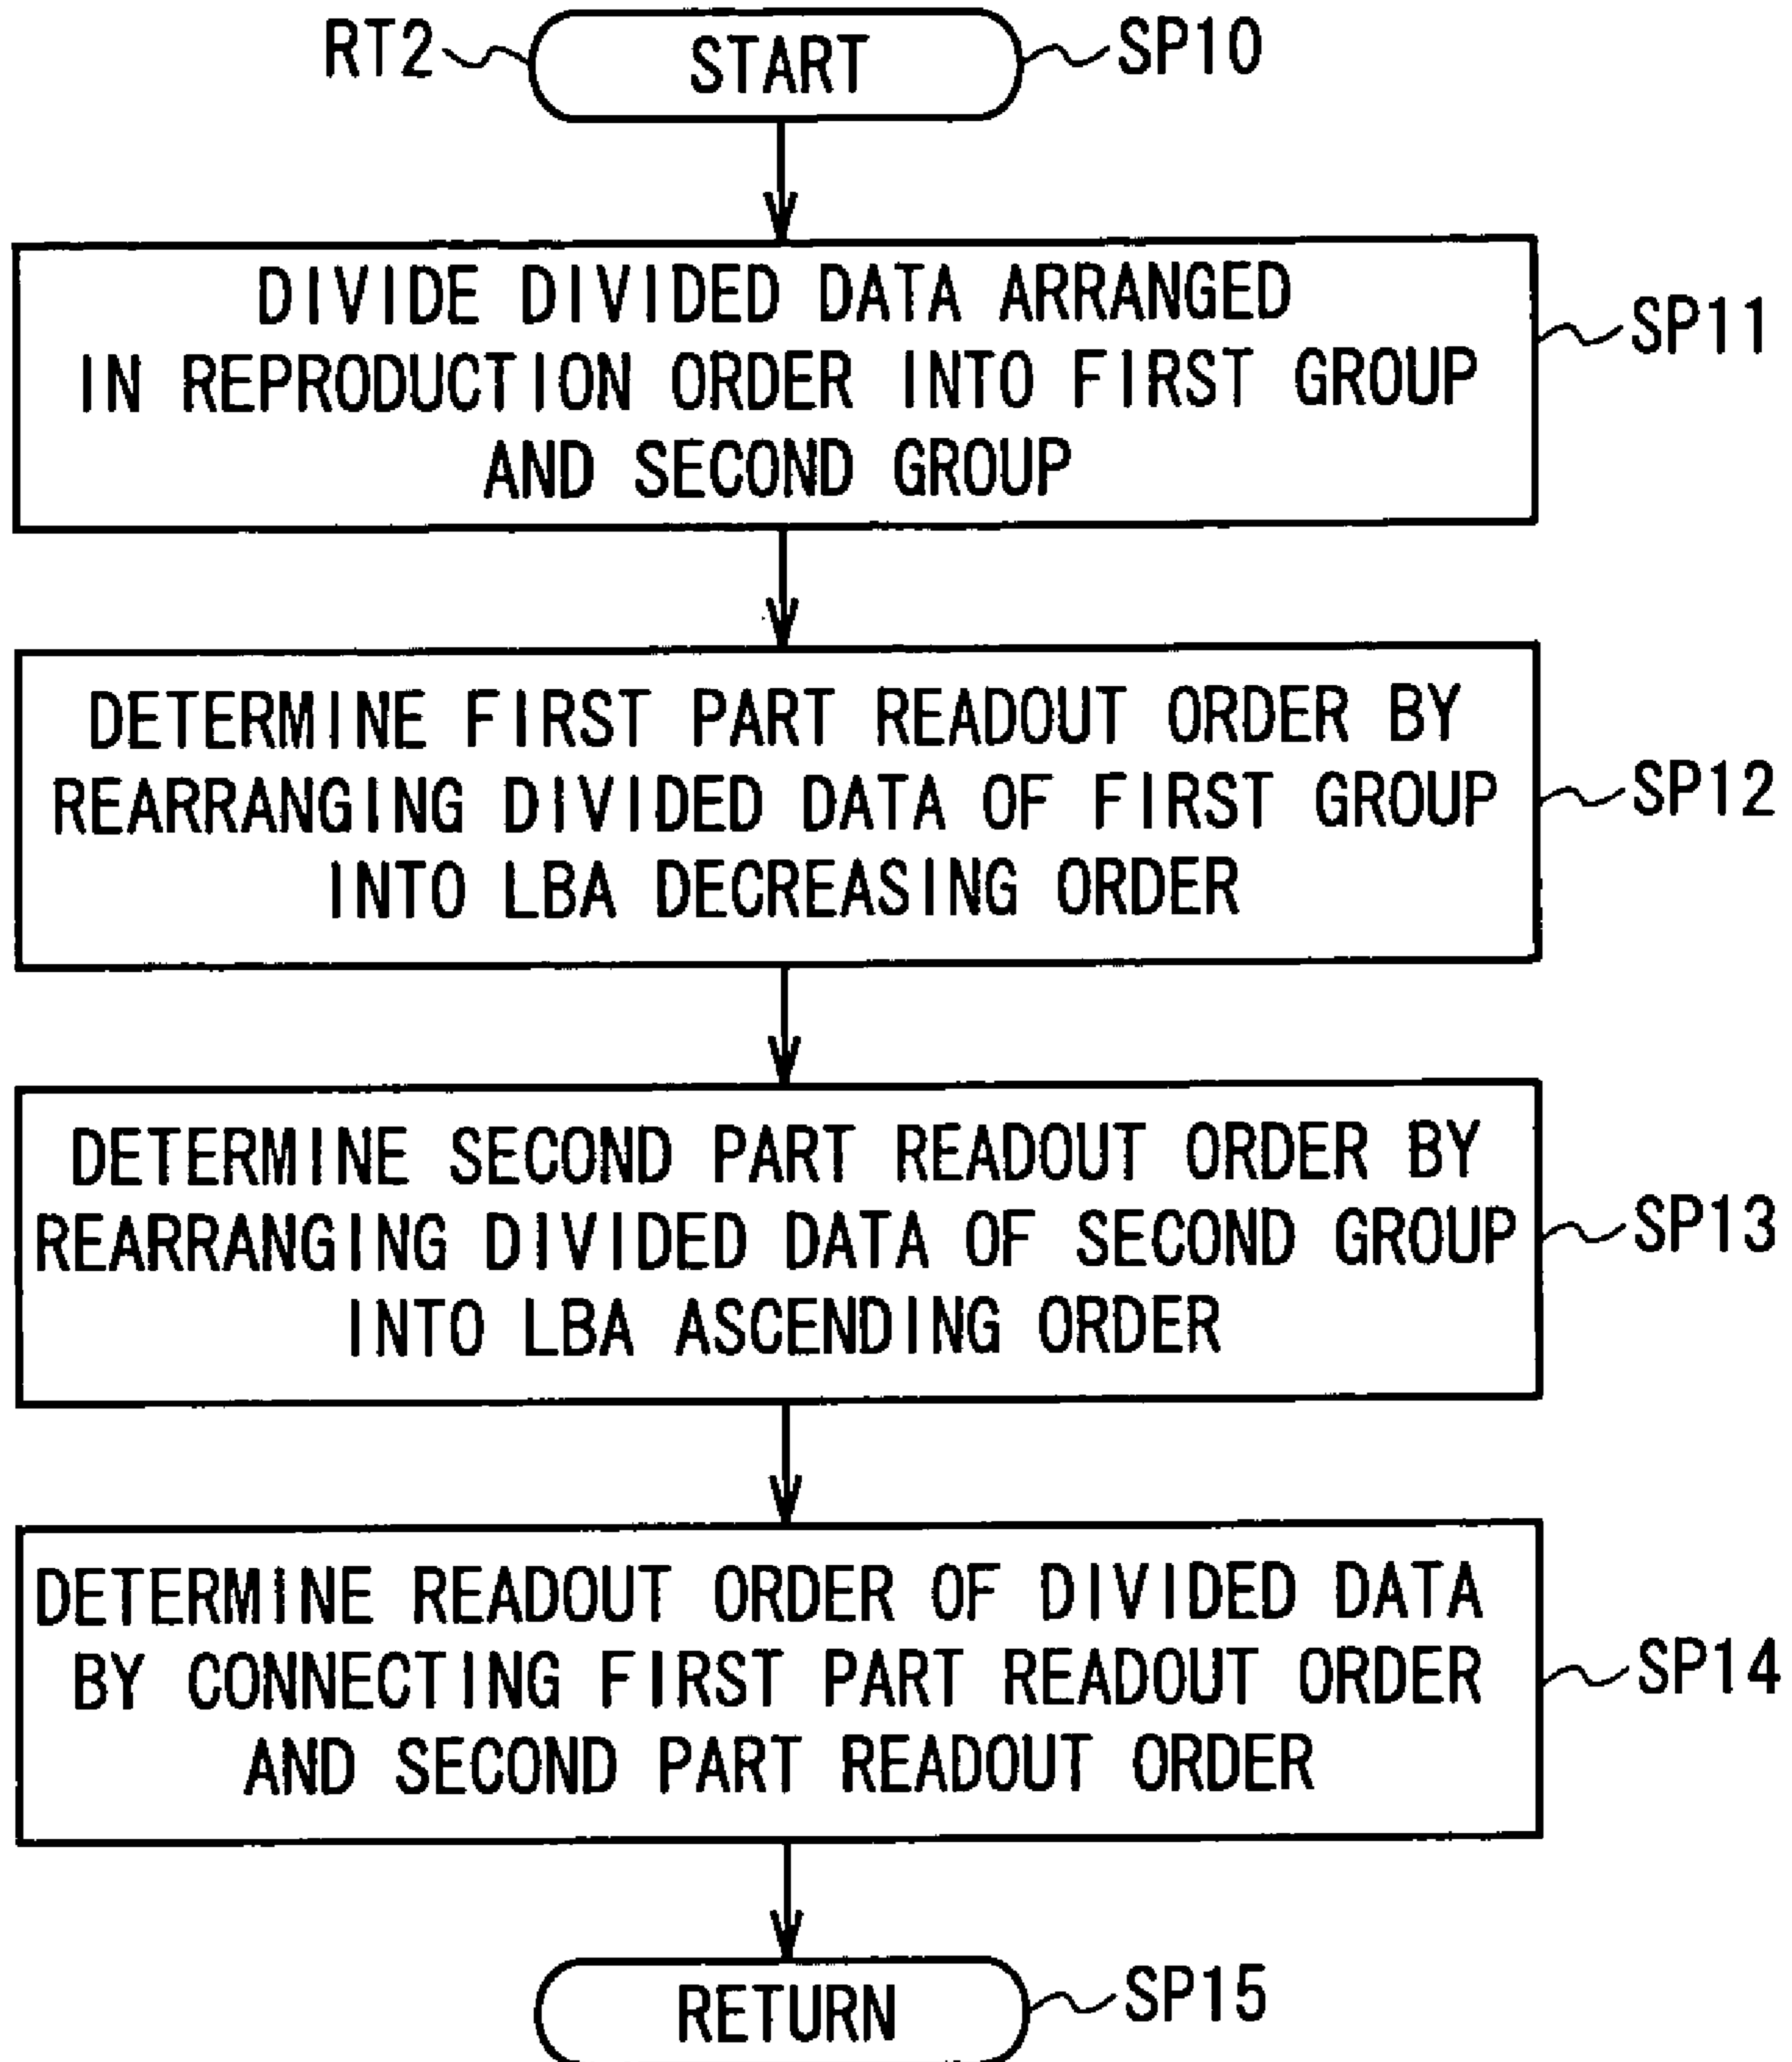 RT2 START SP10
DIVIDE DIVIDED DATA ARRANGED
IN REPRODUCTION ORDER INTO FIRST GROUP
AND SECOND GROUP
SP11
DETERMINE FIRST PART READOUT ORDER BY
REARRANGING DIVIDED DATA OF FIRST GROUP
INTO LBA DECREASING ORDER
SP12
DETERMINE SECOND PART READOUT ORDER BY
REARRANGING DIVIDED DATA OF SECOND GROUP
INTO LBA ASCENDING ORDER
SP13
DETERMINE READOUT ORDER OF DIVIDED DATA
BY CONNECTING FIRST PART READOUT ORDER
AND SECOND PART READOUT ORDER
SP14
RETURN SP15